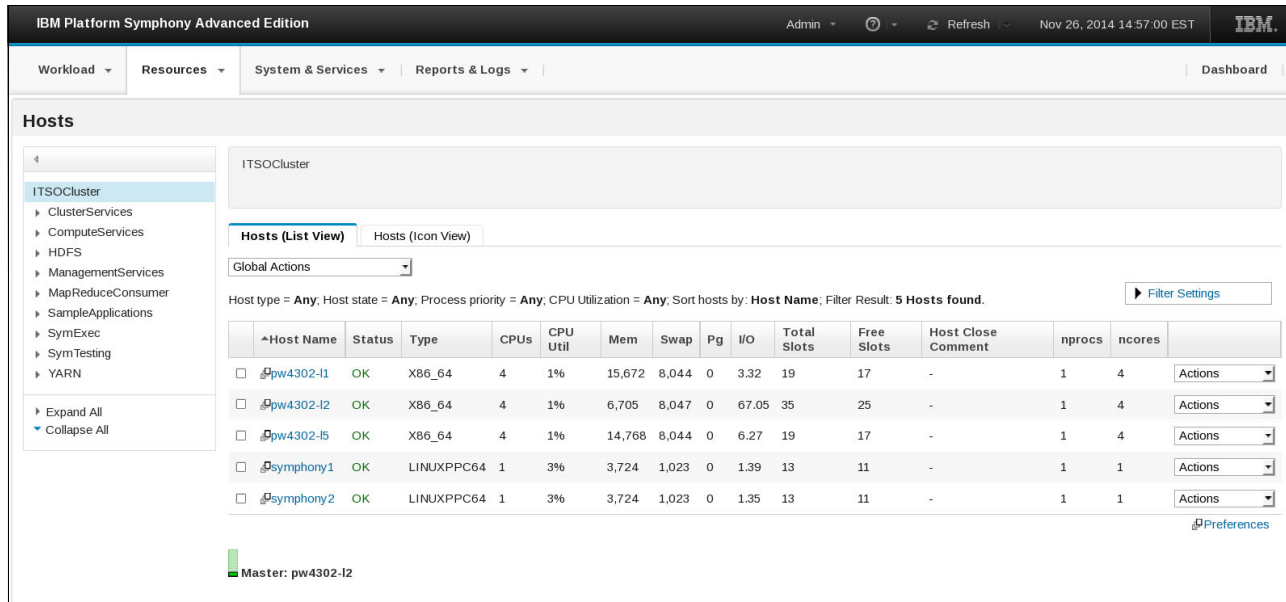 IBM Platform Symphony Advanced Edition Admin Refresh Nov 26, 2014 14:57:00 EST IBM.
Workload Resources System & Services Reports & Logs Dashboard
Hosts
ITSOCluster
ITSOCluster
ClusterServices
ComputeServices
HDFS
ManagementServices
MapReduceConsumer
SampleApplications
SymExec
SymTesting
YARN
Expand All
Collapse All
Hosts (List View) Hosts (Icon View)
Global Actions
Host type = Any; Host state = Any; Process priority = Any; CPU Utilization = Any; Sort hosts by: Host Name; Filter Result: 5 Hosts found.
Filter Settings
Host Name Status Type CPUs CPU Util Mem Swap Pg I/O Total Slots Free Slots Host Close Comment nprocs ncores
pw4302-l1 OK X86_64 4 1% 15,672 8,044 0 3.32 19 17 - 1 4 Actions
pw4302-l2 OK X86_64 4 1% 6,705 8,047 0 67.05 35 25 - 1 4 Actions
pw4302-l5 OK X86_64 4 1% 14,768 8,044 0 6.27 19 17 - 1 4 Actions
symphony1 OK LINUXPPC64 1 3% 3,724 1,023 0 1.39 13 11 - 1 1 Actions
symphony2 OK LINUXPPC64 1 3% 3,724 1,023 0 1.35 13 11 - 1 1 Actions
Preferences
Master: pw4302-l2